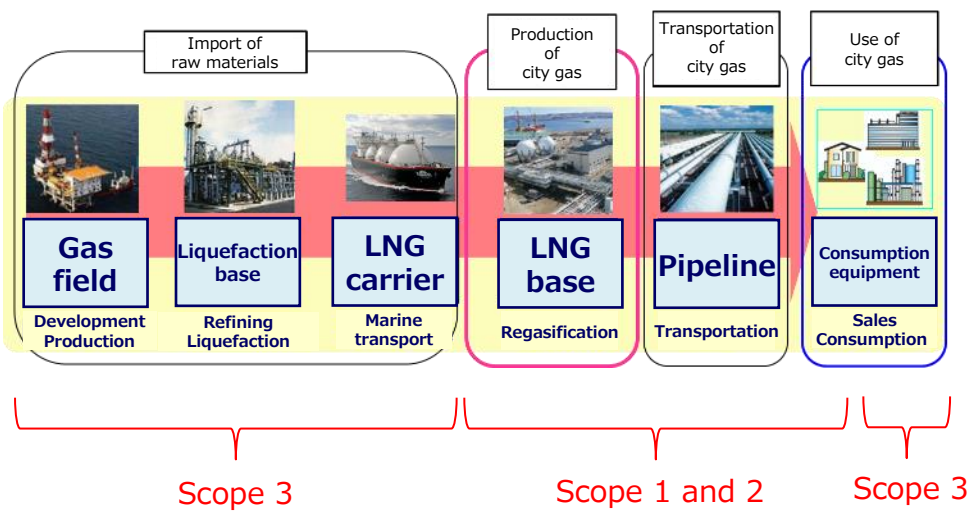 Import of
raw materials
Production
of
city gas
Transportation
of
city gas
Use of
city gas
Gas
field
Liquefaction
base
LNG
carrier
LNG
base
Pipeline
Consumption
equipment
Development
Production
Refining
Liquefaction
Marine
transport
Regasification
Transportation
Sales
Consumption
Scope 3
Scope 1 and 2
Scope 3